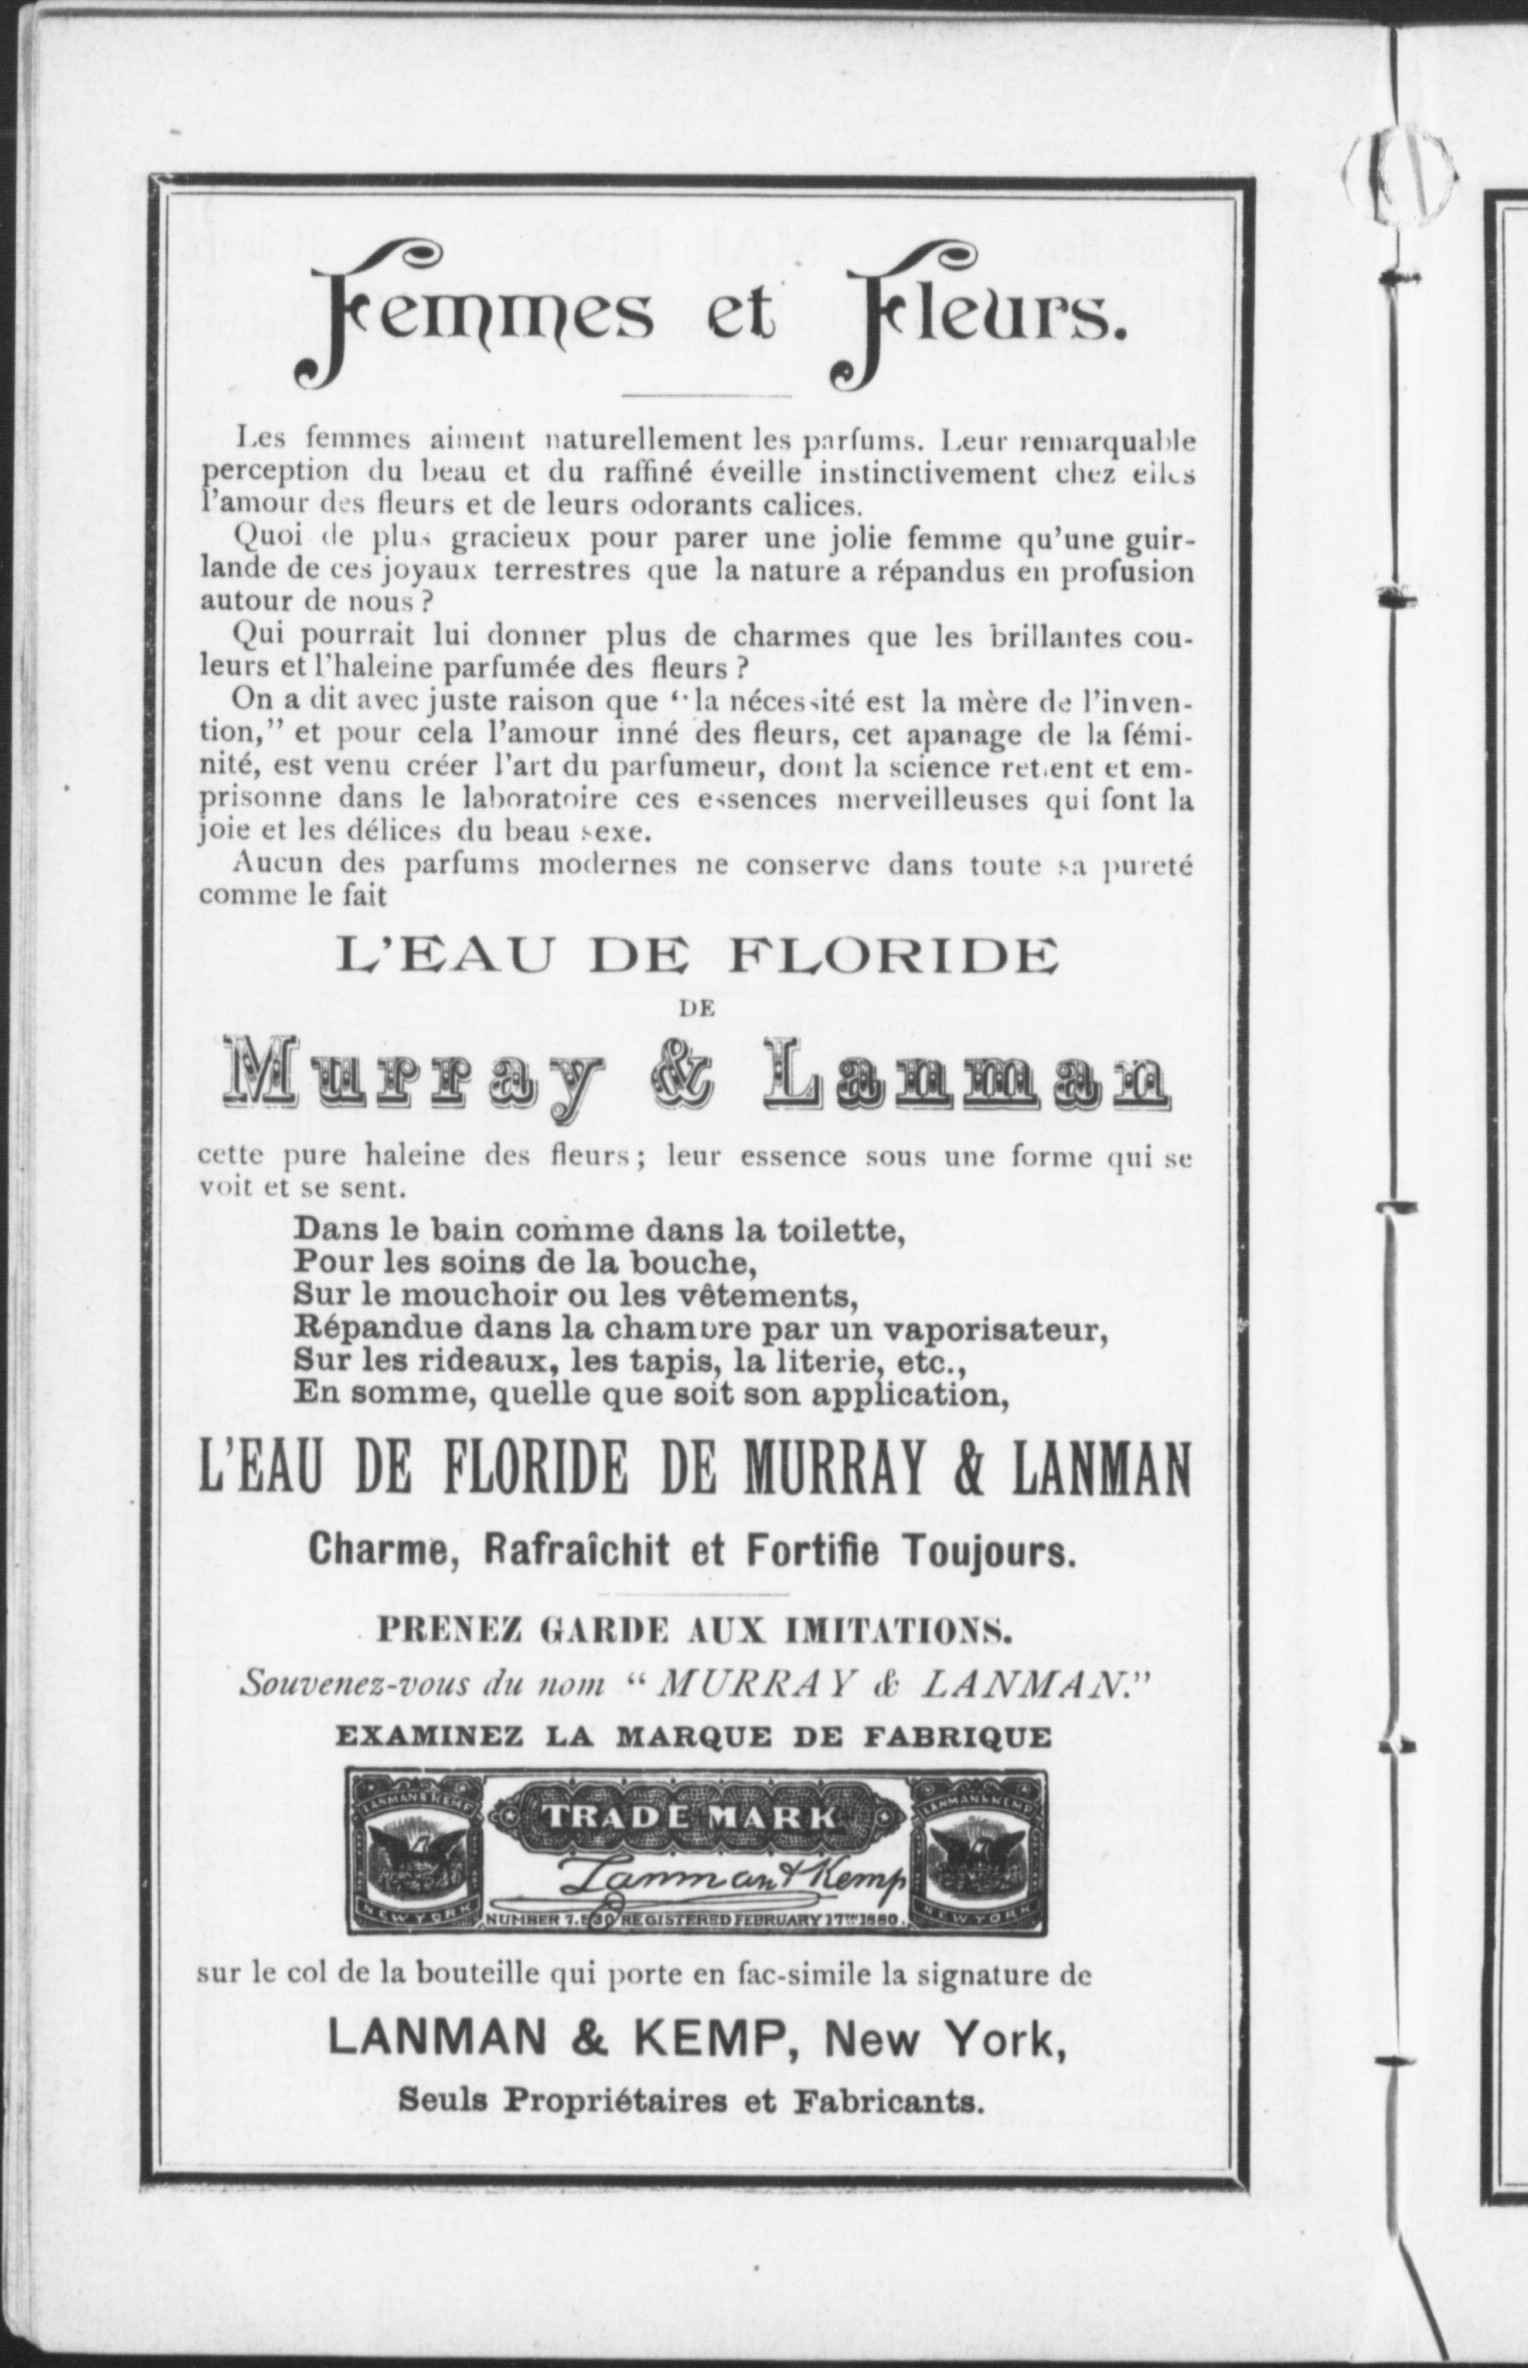 Femmes et Fleurs.
Les femmes aiment naturellement les parfums. Leur remarquable
perception du beau et du raffiné éveille instinctivement chez elles
l'amour des fleurs et de leurs odorants calices.
Quoi de plus gracieux pour parer une jolie femme qu'une guir-
lande de ces joyaux terrestres que la nature a répandus en profusion
autour de nous ?
Qui pourrait lui donner plus de charmes que les brillantes cou-
leurs et l'haleine parfumée des fleurs ?
On a dit avec juste raison que “la nécessité est la mère de l'inven-
tion,” et pour cela l'amour inné des fleurs, cet apanage de la fémi-
nité, est venu créer l'art du parfumeur, dont la science retient et em-
prisonne dans le laboratoire ces essences merveilleuses qui font la
joie et les délices du beau sexe.
Aucun des parfums modernes ne conserve dans toute sa pureté
comme le fait
L'EAU DE FLORIDE
DE
Murray & Lanman
cette pure haleine des fleurs ; leur essence sous une forme qui se
voit et se sent.
Dans le bain comme dans la toilette,
Pour les soins de la bouche,
Sur le mouchoir ou les vêtements,
Répandue dans la chambre par un vaporisateur,
Sur les rideaux, les tapis, la literie, etc.,
En somme, quelle que soit son application,
L'EAU DE FLORIDE DE MURRAY & LANMAN
Charme, Rafraîchit et Fortifie Toujours.
PRENEZ GARDE AUX IMITATIONS.
Souvenez-vous du nom “MURRAY & LANMAN.”
EXAMINEZ LA MARQUE DE FABRIQUE
LANMAN & KEMP
NEW YORK
TRADE MARK
Lanman & Kemp
NUMBER REGISTERED FEBRUARY 17TH 1880.
LANMAN & KEMP
NEW YORK
sur le col de la bouteille qui porte en fac-simile la signature de
LANMAN & KEMP, New York,
Seuls Propriétaires et Fabricants.